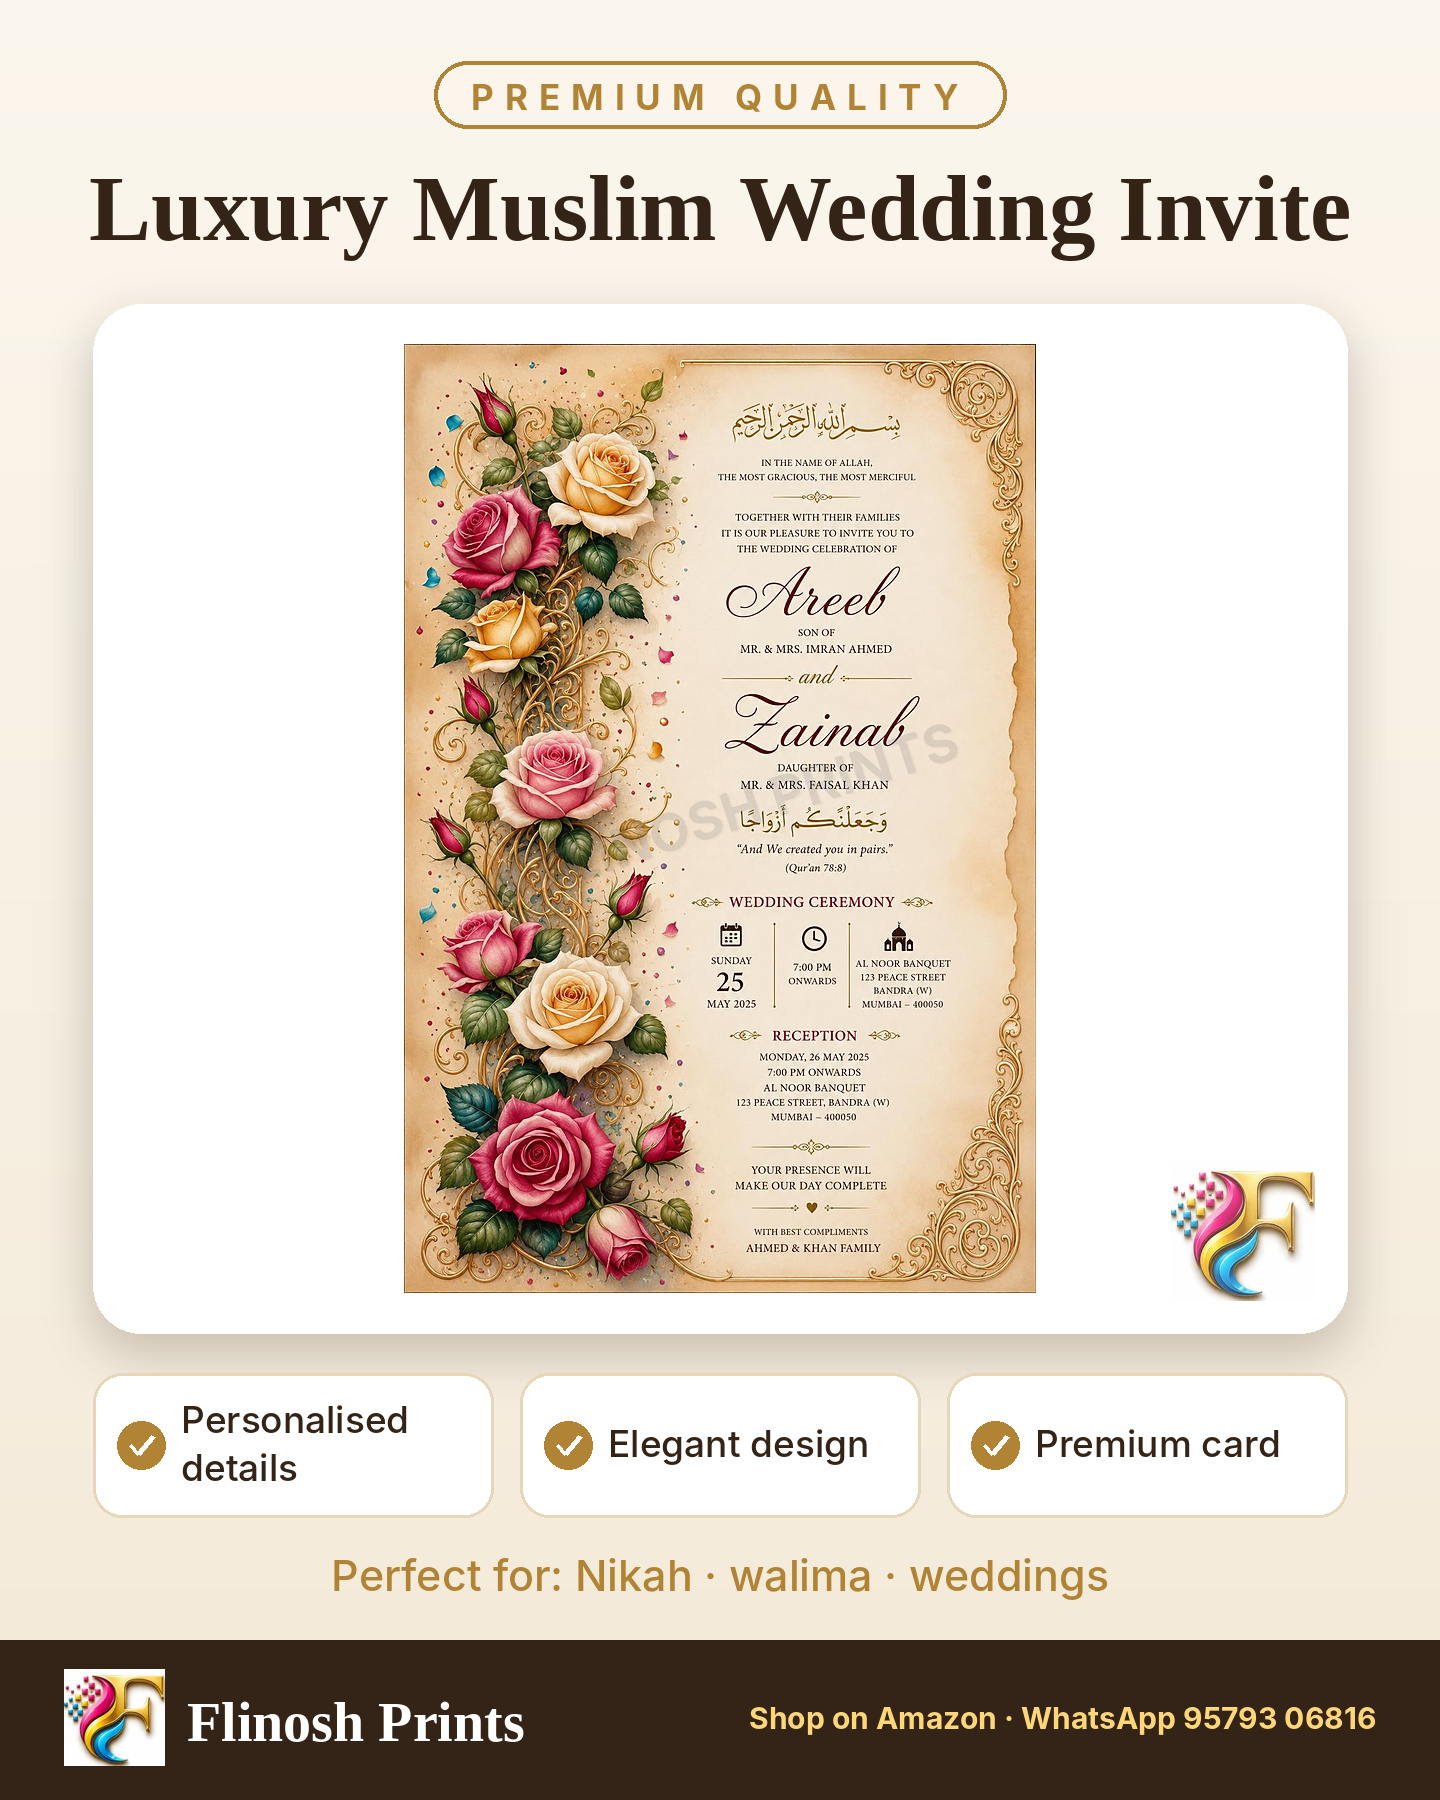 PREMIUM QUALITY
Luxury Muslim Wedding Invite
بِسْمِ اللهِ الرَّحْمٰنِ الرَّحِيْمِ
IN THE NAME OF ALLAH,
THE MOST GRACIOUS, THE MOST MERCIFUL
TOGETHER WITH THEIR FAMILIES
IT IS OUR PLEASURE TO INVITE YOU TO
THE WEDDING CELEBRATION OF
Areeb
SON OF
MR. & MRS. IMRAN AHMED
and
Zainab
DAUGHTER OF
MR. & MRS. FAISAL KHAN
وَجَعَلْنَٰكُم أَزْوَاجًا
“And We created you in pairs.”
(Qur’an 78:8)
WEDDING CEREMONY
SUNDAY
25
MAY 2025
7:00 PM
ONWARDS
AL NOOR BANQUET
123 PEACE STREET
BANDRA (W)
MUMBAI – 400050
RECEPTION
MONDAY, 26 MAY 2025
7:00 PM ONWARDS
AL NOOR BANQUET
123 PEACE STREET, BANDRA (W)
MUMBAI – 400050
YOUR PRESENCE WILL
MAKE OUR DAY COMPLETE
WITH BEST COMPLIMENTS
AHMED & KHAN FAMILY
Personalised
details
Elegant design
Premium card
Perfect for: Nikah · walima · weddings
Flinosh Prints
Shop on Amazon · WhatsApp 95793 06816